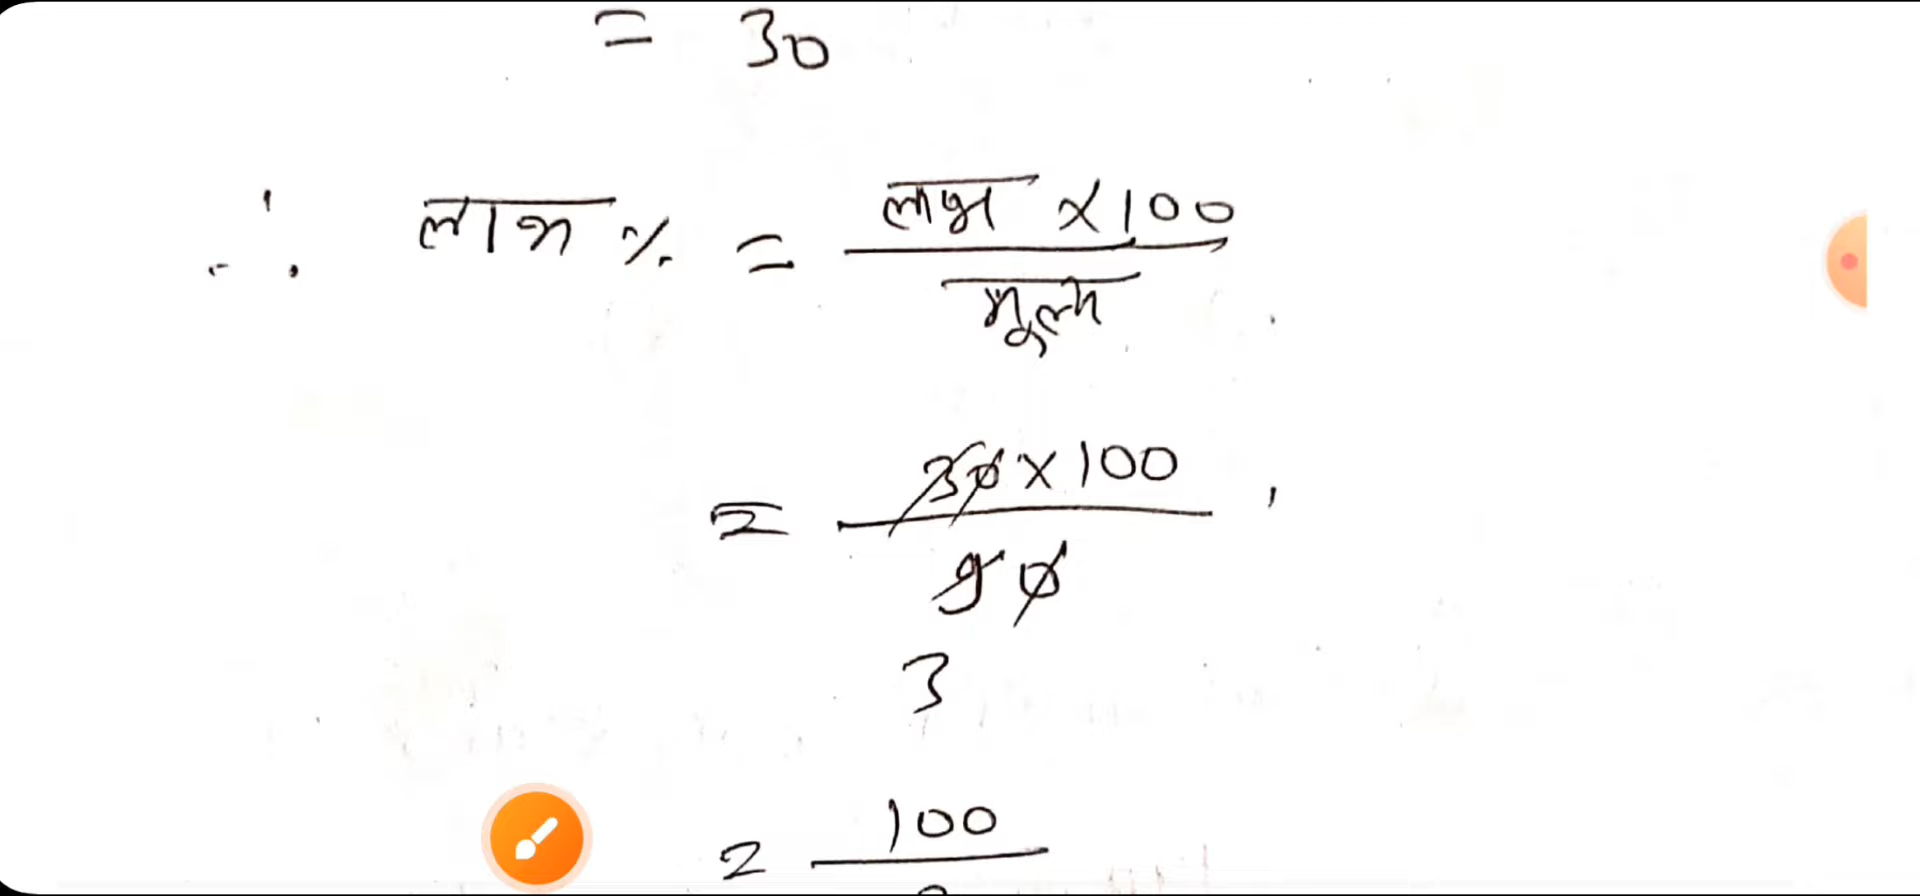 = 30
∴ लाभ % = लाभ × 100
मूल्य
= 30 × 100
90
3
= 100